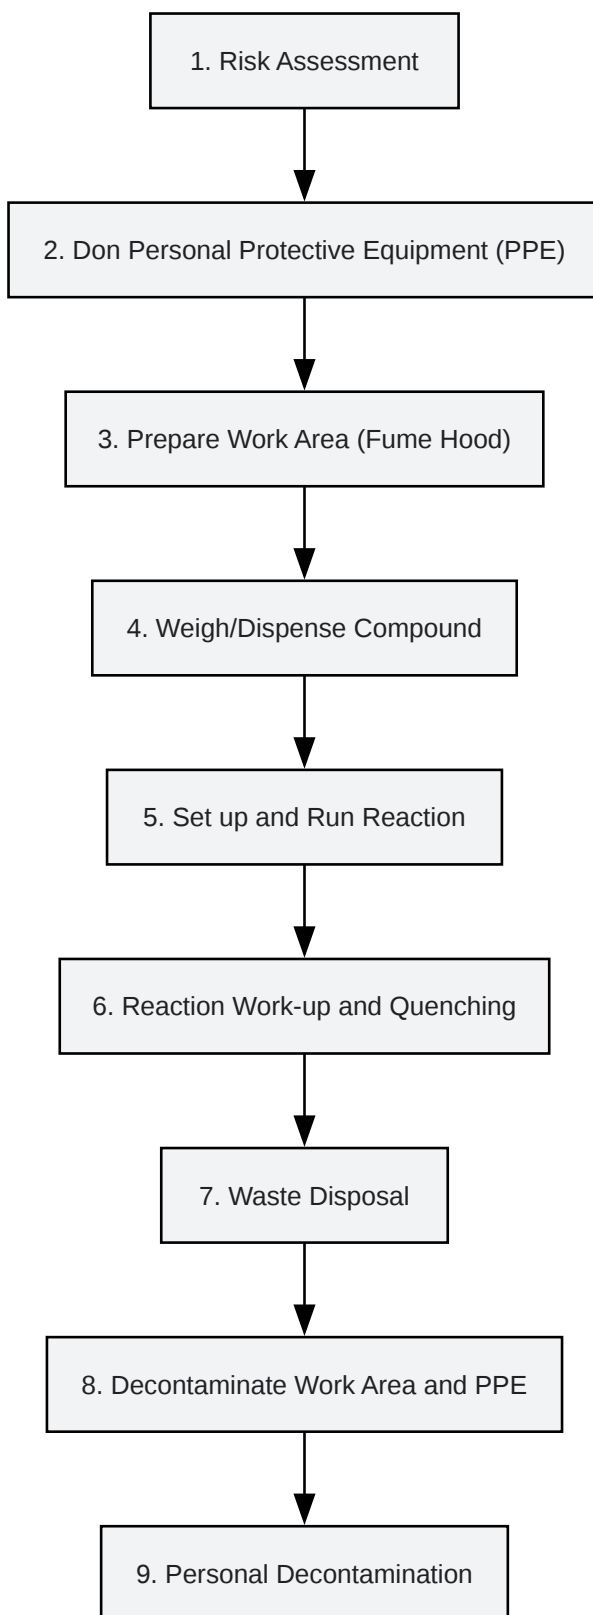 1. Risk Assessment
2. Don Personal Protective Equipment (PPE)
3. Prepare Work Area (Fume Hood)
4. Weigh/Dispense Compound
5. Set up and Run Reaction
6. Reaction Work-up and Quenching
7. Waste Disposal
8. Decontaminate Work Area and PPE
9. Personal Decontamination